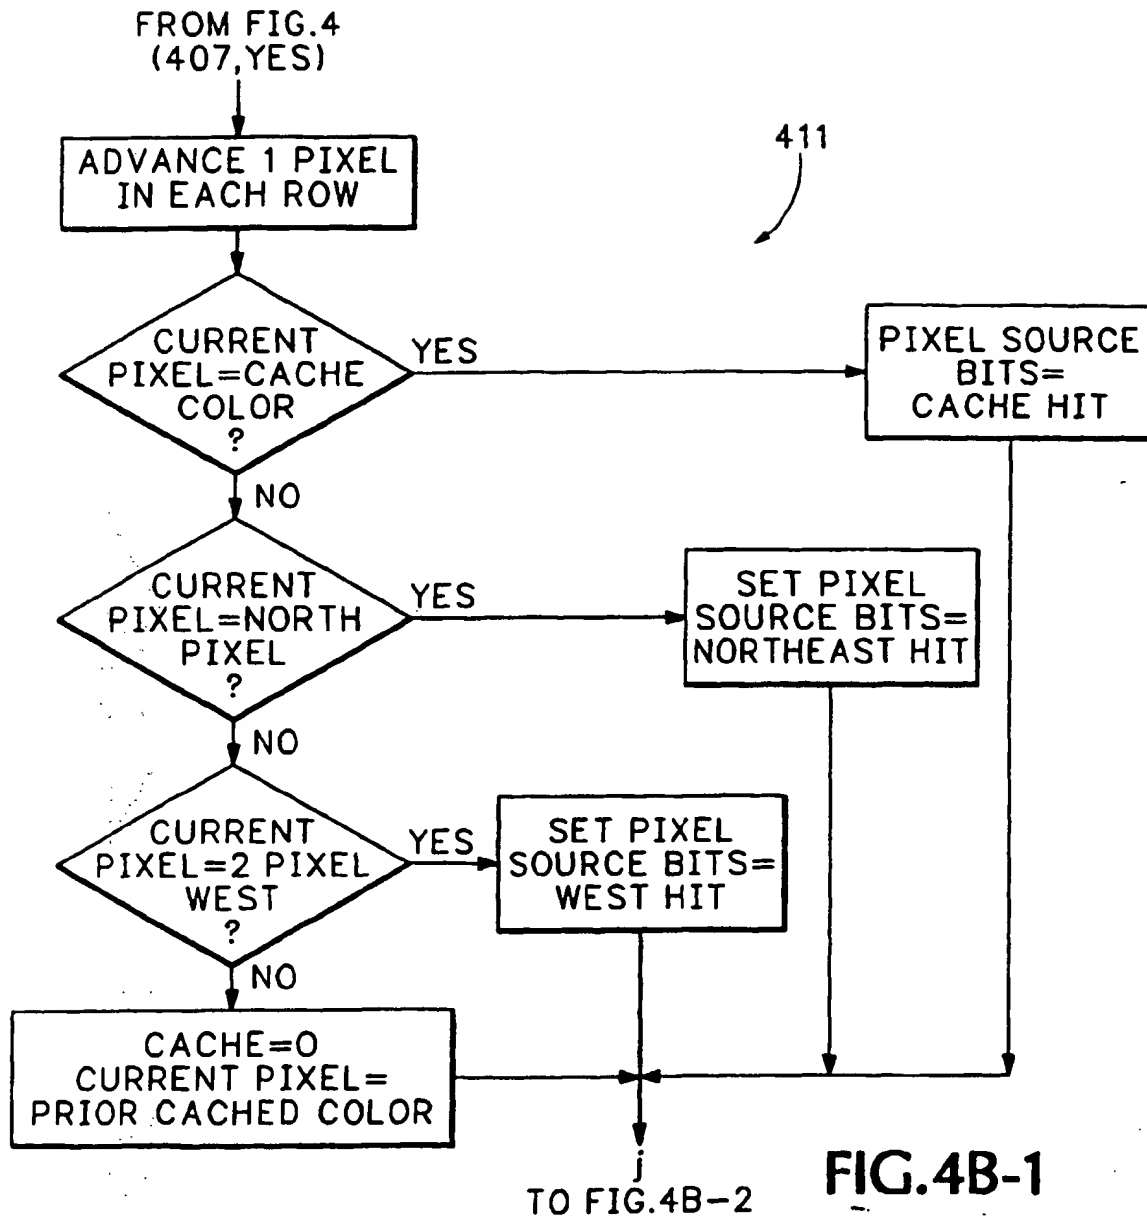 FROM FIG.4
(407,YES)
ADVANCE 1 PIXEL
IN EACH ROW
411
CURRENT
PIXEL=CACHE
COLOR
?
YES
PIXEL SOURCE
BITS=
CACHE HIT
NO
CURRENT
PIXEL=NORTH
PIXEL
?
YES
SET PIXEL
SOURCE BITS=
NORTHEAST HIT
NO
CURRENT
PIXEL=2 PIXEL
WEST
?
YES
SET PIXEL
SOURCE BITS=
WEST HIT
NO
CACHE=0
CURRENT PIXEL=
PRIOR CACHED COLOR
j
TO FIG.4B-2
FIG.4B-1